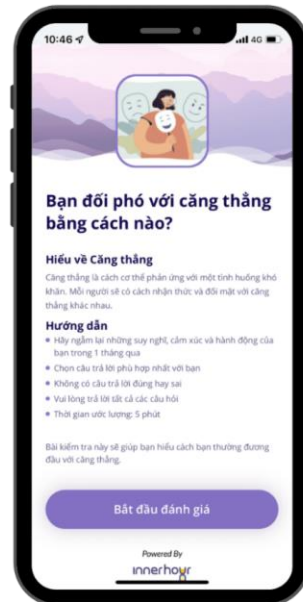 10:46
4G
Bạn đối phó với căng thẳng
bằng cách nào?
Hiểu về Căng thẳng
Căng thẳng là cách cơ thể phản ứng với một tình huống khó
khăn. Mỗi người sẽ có cách nhận thức và đối mặt với căng
thẳng khác nhau.
Hướng dẫn
Hãy ngẫm lại những suy nghĩ, cảm xúc và hành động của
bạn trong 1 tháng qua
Chọn câu trả lời phù hợp nhất với bạn
Không có câu trả lời đúng hay sai
Vui lòng trả lời tất cả các câu hỏi
Thời gian ước lượng: 5 phút
Bài kiểm tra này sẽ giúp bạn hiểu cách bạn thường đương
đầu với căng thẳng.
Bắt đầu đánh giá
Powered By
ınnerhoyr